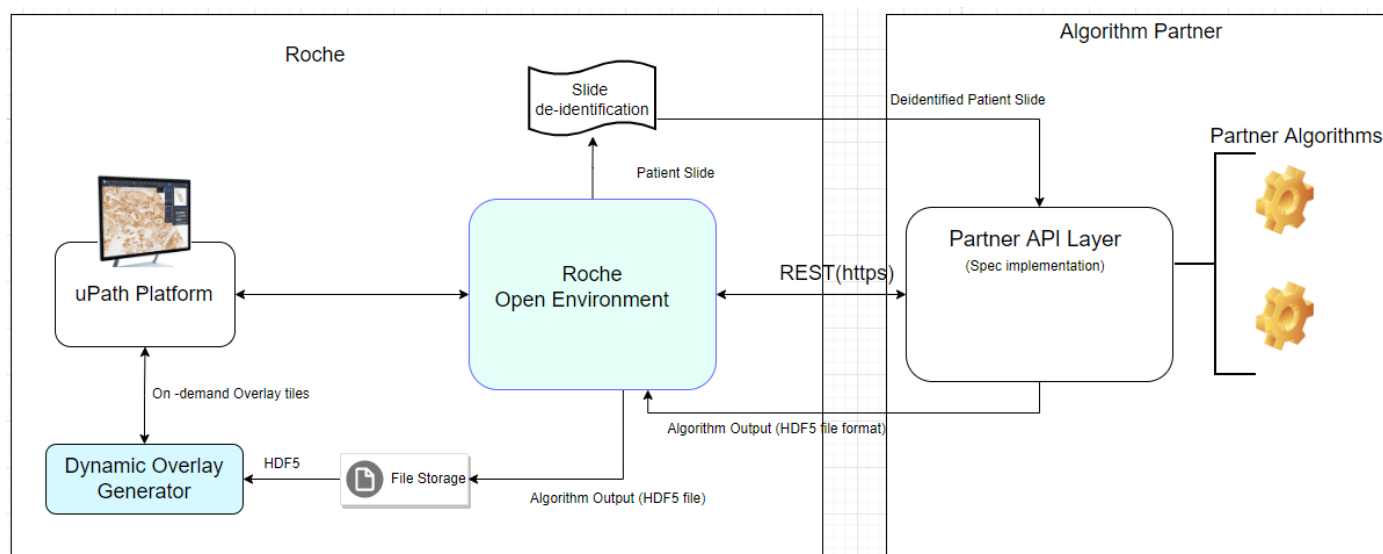 Roche
Algorithm Partner
Slide
de-identification
Deidentified Patient Slide
Partner Algorithms
Patient Slide
uPath Platform
Roche
Open Environment
REST(https)
Partner API Layer
(Spec implementation)
On -demand Overlay tiles
Algorithm Output (HDF5 file format)
Dynamic Overlay
Generator
HDF5
File Storage
Algorithm Output (HDF5 file)